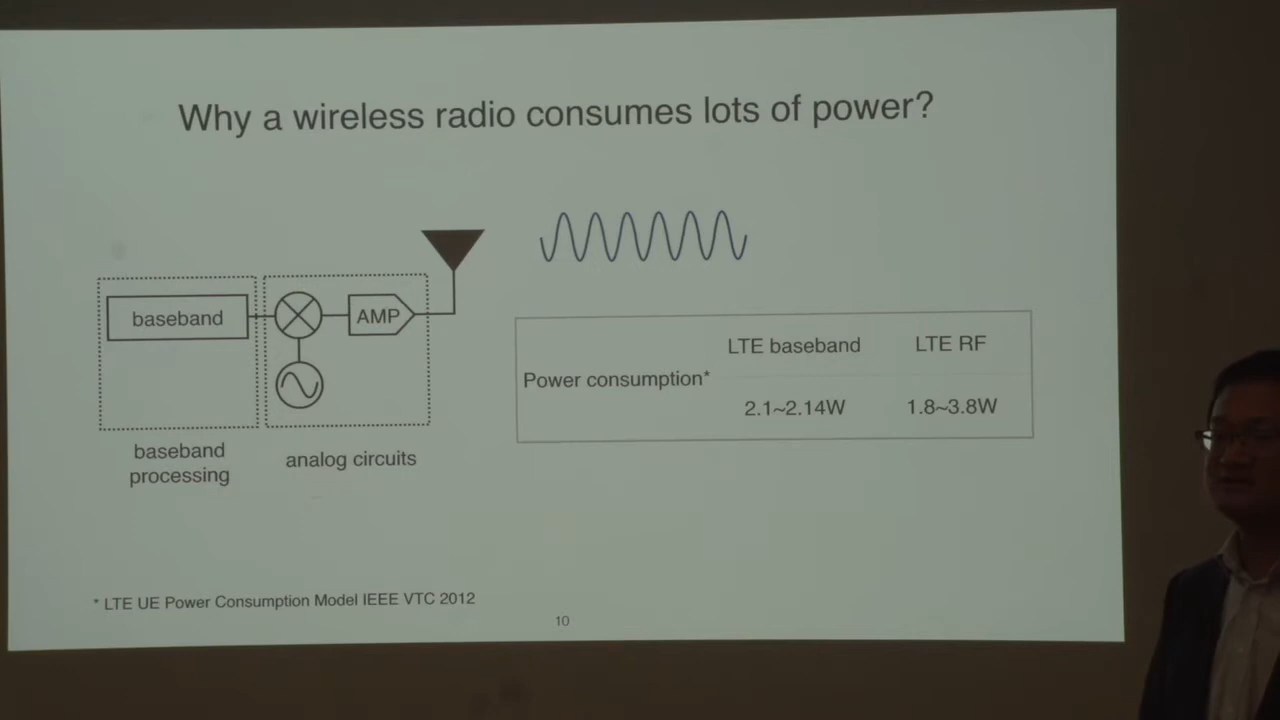 Why a wireless radio consumes lots of power?
baseband
AMP
baseband
processing
analog circuits
LTE baseband LTE RF
Power consumption*
2.1~2.14W 1.8~3.8W
* LTE UE Power Consumption Model IEEE VTC 2012
10